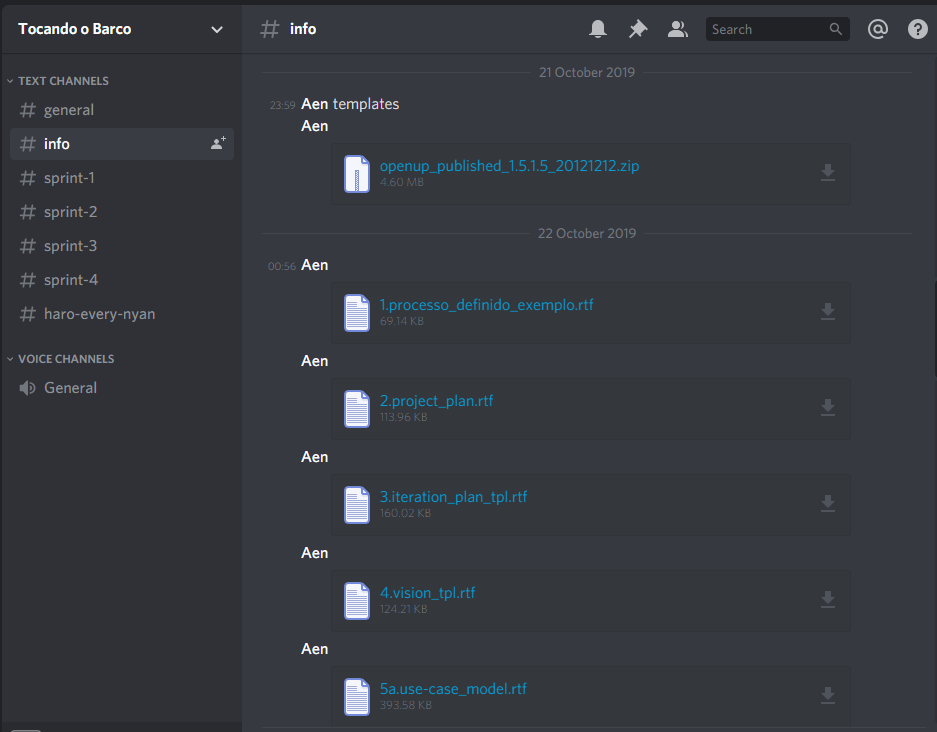 Tocando o Barco
TEXT CHANNELS
# general
# info
# sprint-1
# sprint-2
# sprint-3
# sprint-4
# haro-every-nyan
VOICE CHANNELS
General
# info
Search
@
?
21 October 2019
23:59 Aen templates
Aen
openup_published_1.5.1.5_20121212.zip
4.60 MB
22 October 2019
00:56 Aen
1.processo_definido_exemplo.rtf
69.14 KB
Aen
2.project_plan.rtf
113.96 KB
Aen
3.iteration_plan_tpl.rtf
160.02 KB
Aen
4.vision_tpl.rtf
124.21 KB
Aen
5a.use-case_model.rtf
393.58 KB